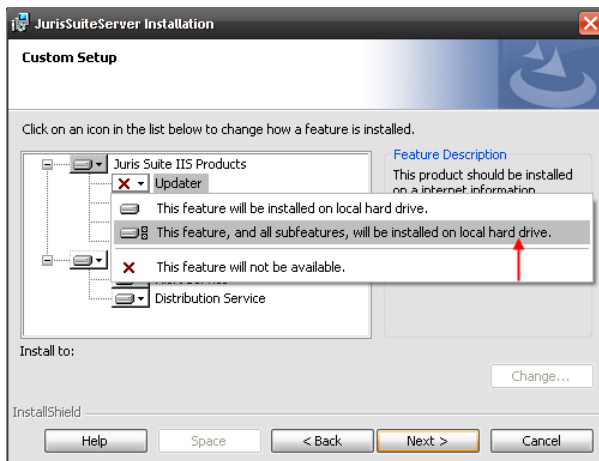 JurisSuiteServer Installation
Custom Setup
Click on an icon in the list below to change how a feature is installed.
Juris Suite IIS Products
Updater
Feature Description
This product should be installed
on a internet information
This feature will be installed on local hard drive.
This feature, and all subfeatures, will be installed on local hard drive.
This feature will not be available.
Distribution Service
Install to:
Change...
InstallShield
Help
Space
< Back
Next >
Cancel